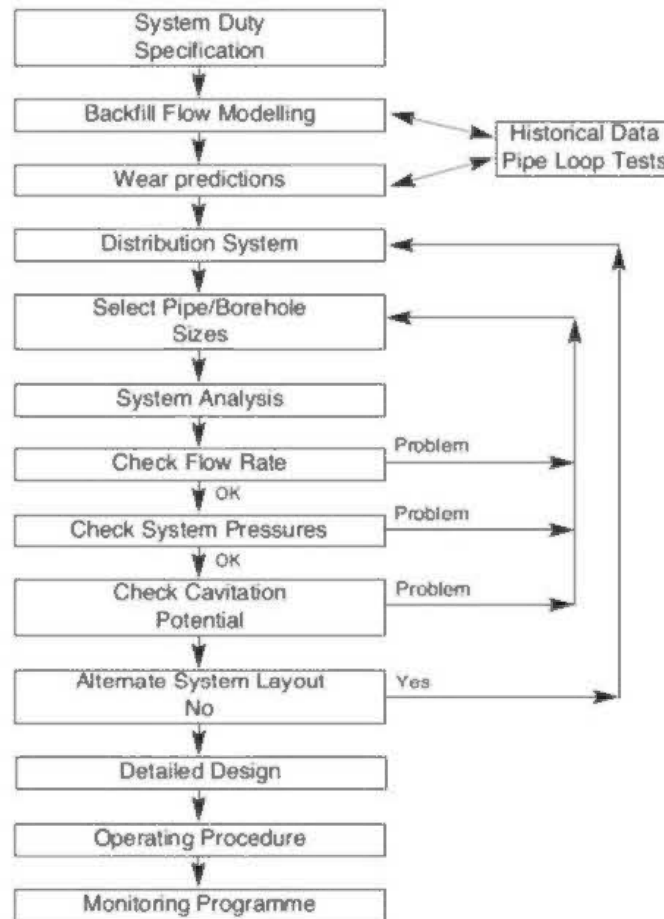 System Duty
Specification
Backfill Flow Modelling
Historical Data
Pipe Loop Tests
Wear predictions
Distribution System
Select Pipe/Borehole
Sizes
System Analysis
Check Flow Rate
Problem
OK
Check System Pressures
Problem
OK
Check Cavitation
Potential
Problem
Alternate System Layout
No
Yes
Detailed Design
Operating Procedure
Monitoring Programme